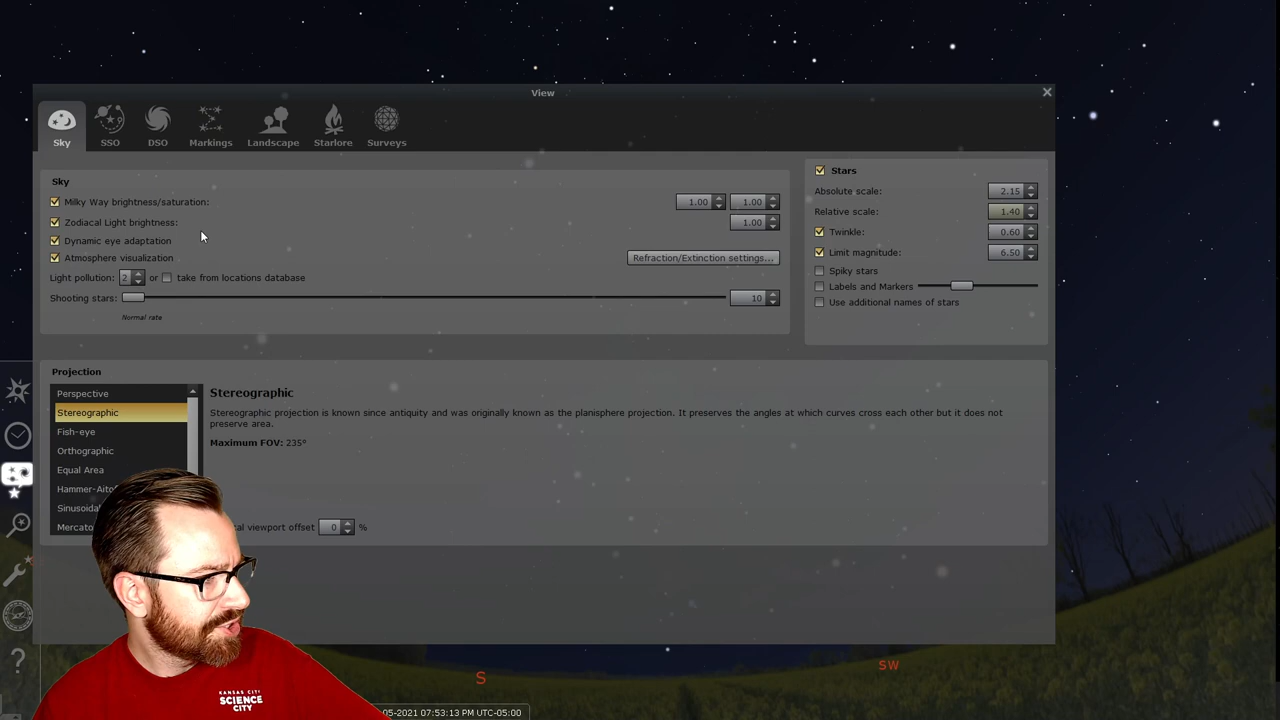 View
Sky
SSO
DSO
Markings
Landscape
Starlore
Surveys
Sky
Milky Way brightness/saturation: 1.00 1.00
Zodiacal Light brightness: 1.00
Dynamic eye adaptation
Atmosphere visualization Refraction/Extinction settings...
Light pollution: 2 or take from locations database
Shooting stars: 10
Normal rate
Stars
Absolute scale: 2.15
Relative scale: 1.40
Twinkle: 0.60
Limit magnitude: 6.50
Spiky stars
Labels and Markers
Use additional names of stars
Projection
Perspective
Stereographic
Fish-eye
Orthographic
Equal Area
Hammer-Aito
Sinusoidal
Mercato
Stereographic
Stereographic projection is known since antiquity and was originally known as the planisphere projection. It preserves the angles at which curves cross each other but it does not
preserve area.
Maximum FOV: 235°
al viewport offset 0 %
S
SW
05-2021 07:53:13 PM UTC-05:00
KANSAS CITY
SCIENCE
CITY